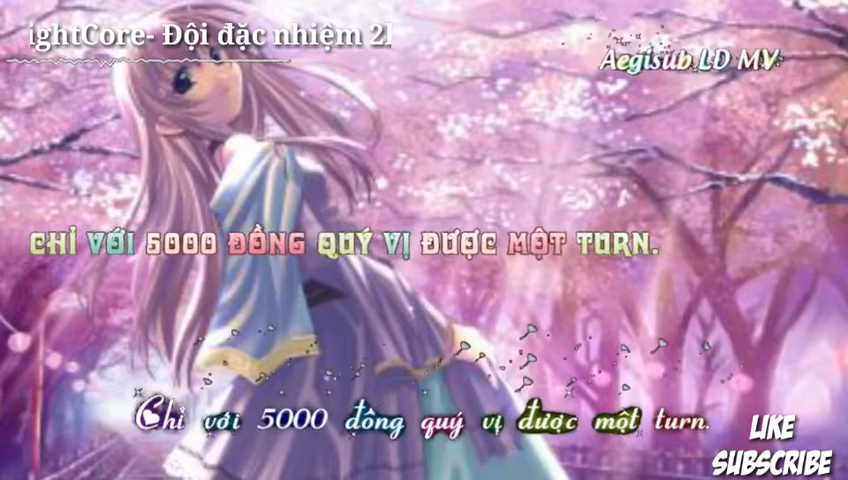 ightCore- Đội đặc nhiệm 2
Aegisub LD MV
CHỈ VỚI 5000 ĐỒNG QUÝ VỊ ĐƯỢC MỘT TURN.
Chỉ với 5000 đồng quý vị được một turn.
LIKE
SUBSCRIBE